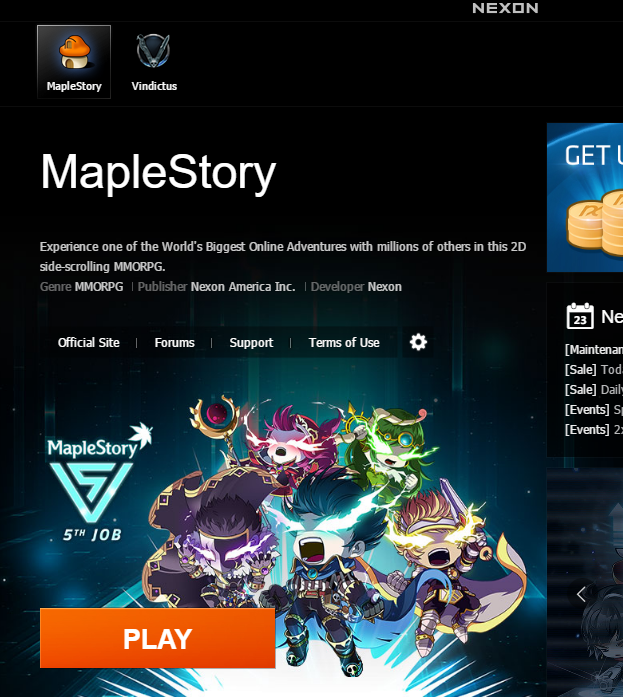 NEXON
MapleStory
Vindictus
MapleStory
Experience one of the World's Biggest Online Adventures with millions of others in this 2D
side-scrolling MMORPG.
Genre MMORPG | Publisher Nexon America Inc. | Developer Nexon
Official Site | Forums | Support | Terms of Use
MapleStory
5TH JOB
PLAY
GET U
23 Ne
[Maintenan
[Sale] Toda
[Sale] Daily
[Events] Sp
[Events] 2x